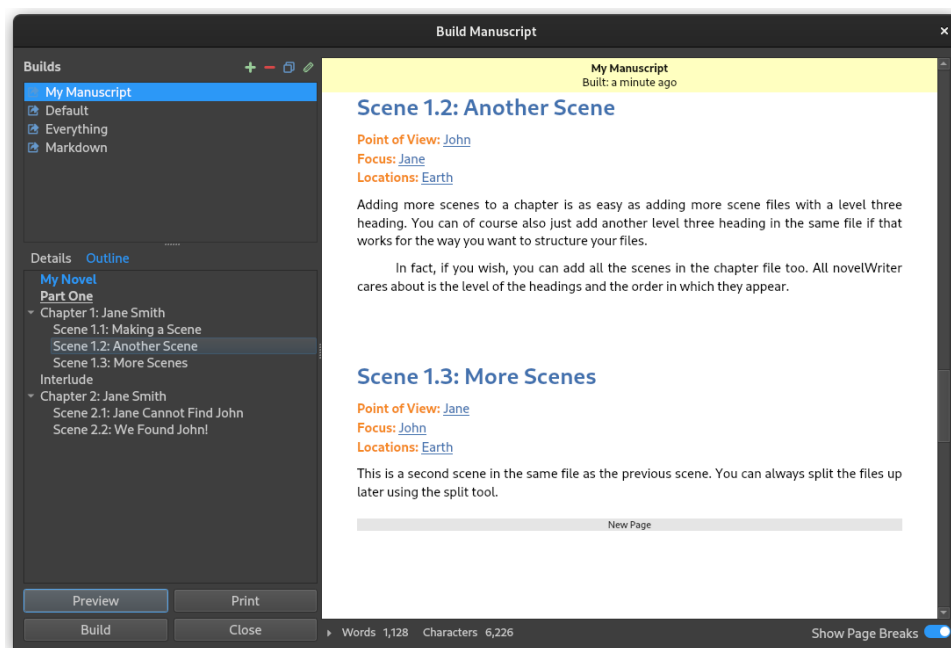 Build Manuscript
Builds
My Manuscript
Default
Everything
Markdown
Details Outline
My Novel
Part One
Chapter 1: Jane Smith
Scene 1.1: Making a Scene
Scene 1.2: Another Scene
Scene 1.3: More Scenes
Interlude
Chapter 2: Jane Smith
Scene 2.1: Jane Cannot Find John
Scene 2.2: We Found John!
Preview Print
Build Close
My Manuscript
Built: a minute ago
Scene 1.2: Another Scene
Point of View: John
Focus: Jane
Locations: Earth
Adding more scenes to a chapter is as easy as adding more scene files with a level three
heading. You can of course also just add another level three heading in the same file if that
works for the way you want to structure your files.
In fact, if you wish, you can add all the scenes in the chapter file too. All novelWriter
cares about is the level of the headings and the order in which they appear.
Scene 1.3: More Scenes
Point of View: Jane
Focus: John
Locations: Earth
This is a second scene in the same file as the previous scene. You can always split the files up
later using the split tool.
New Page
Words 1,128 Characters 6,226
Show Page Breaks